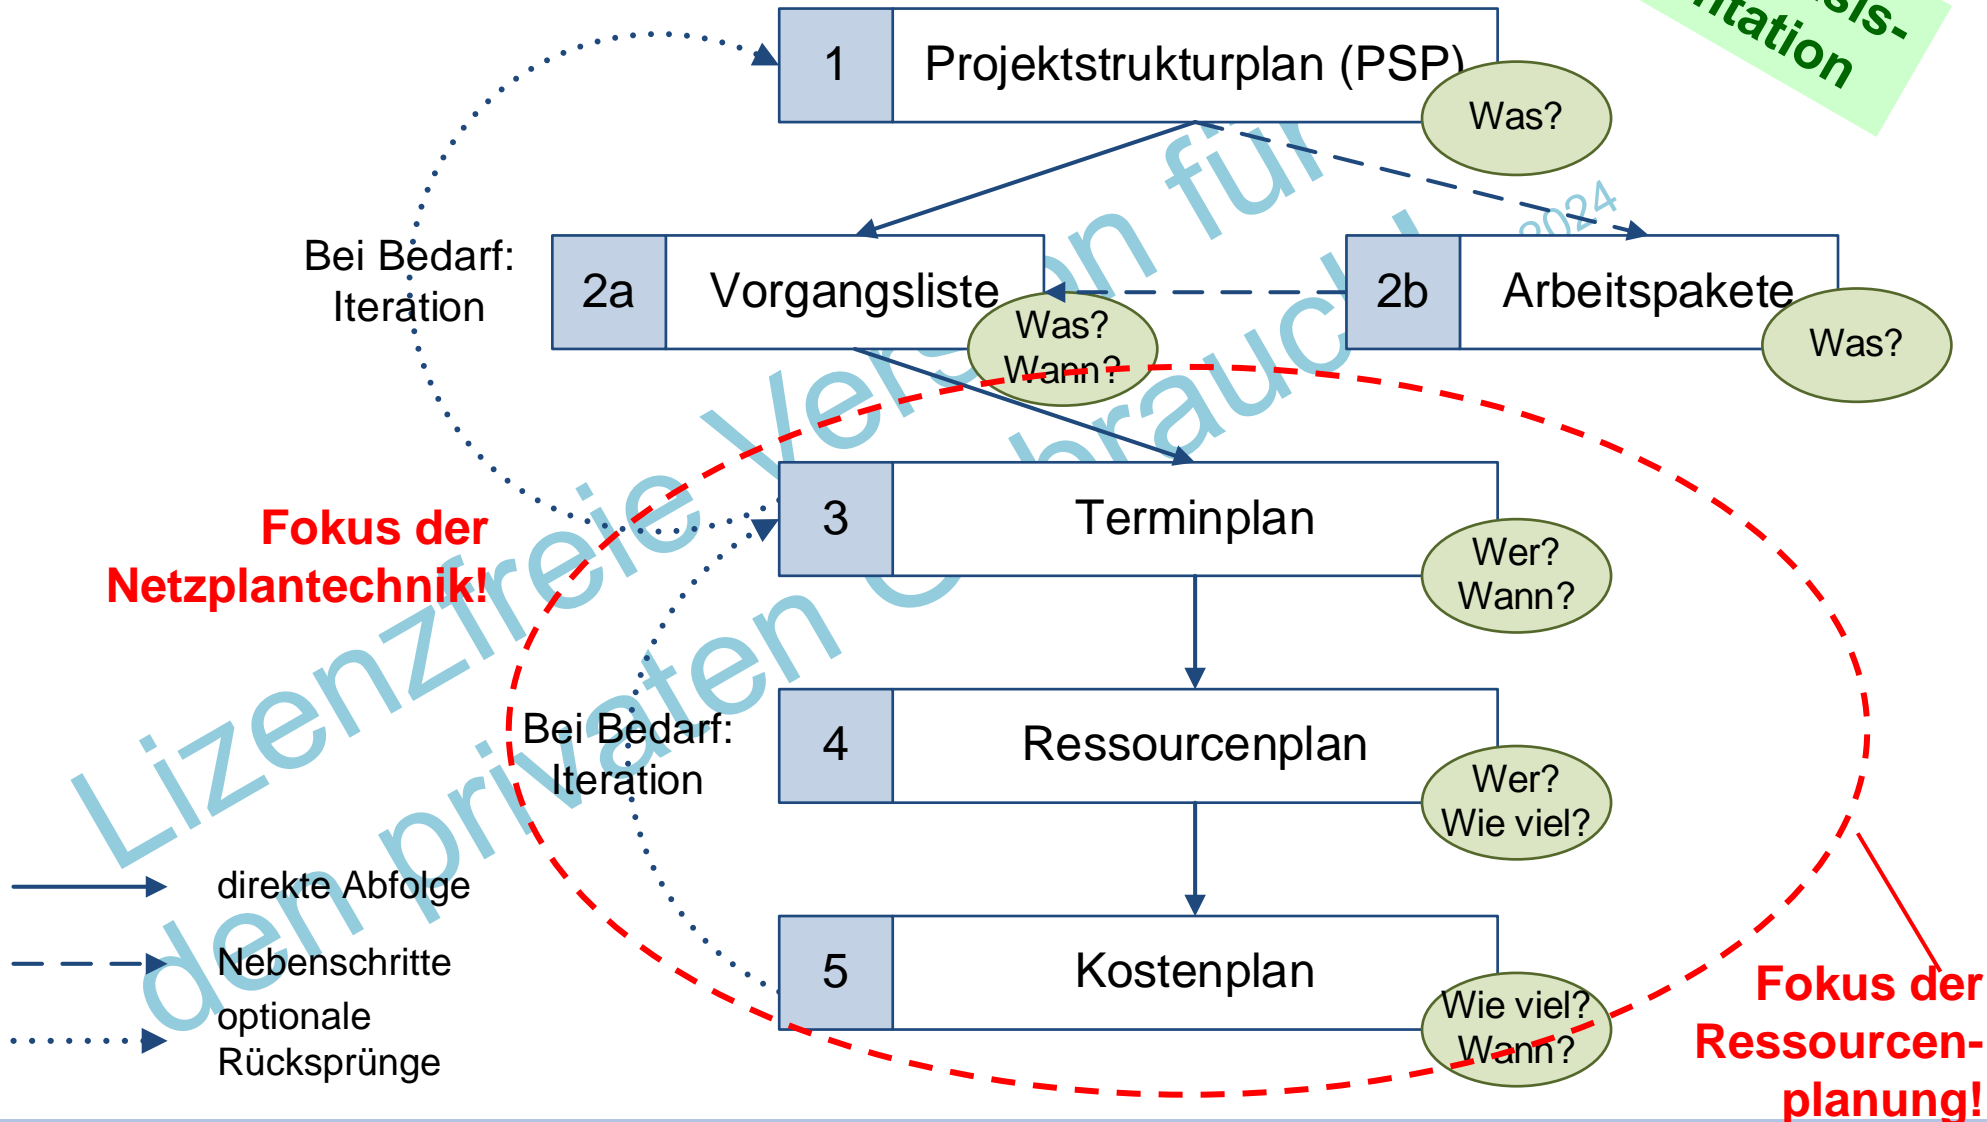 1
Projektstrukturplan (PSP)
Was?
Bei Bedarf:
Iteration
2a
Vorgangsliste
Was?
Wann?
2b
Arbeitspakete
Was?
Fokus der
Netzplantechnik!
3
Terminplan
Wer?
Wann?
Bei Bedarf:
Iteration
4
Ressourcenplan
Wer?
Wie viel?
5
Kostenplan
Wie viel?
Wann?
Fokus der
Ressourcen-
planung!
direkte Abfolge
Nebenschritte
optionale
Rücksprünge
Lizenzfreie Version für
den privaten Gebrauch
2024